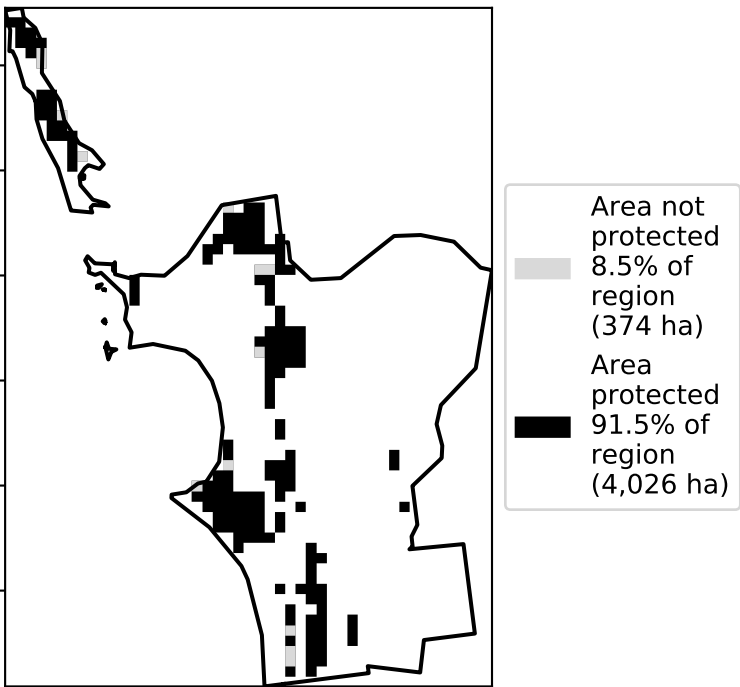 Area not
protected
8.5% of
region
(374 ha)
Area
protected
91.5% of
region
(4,026 ha)